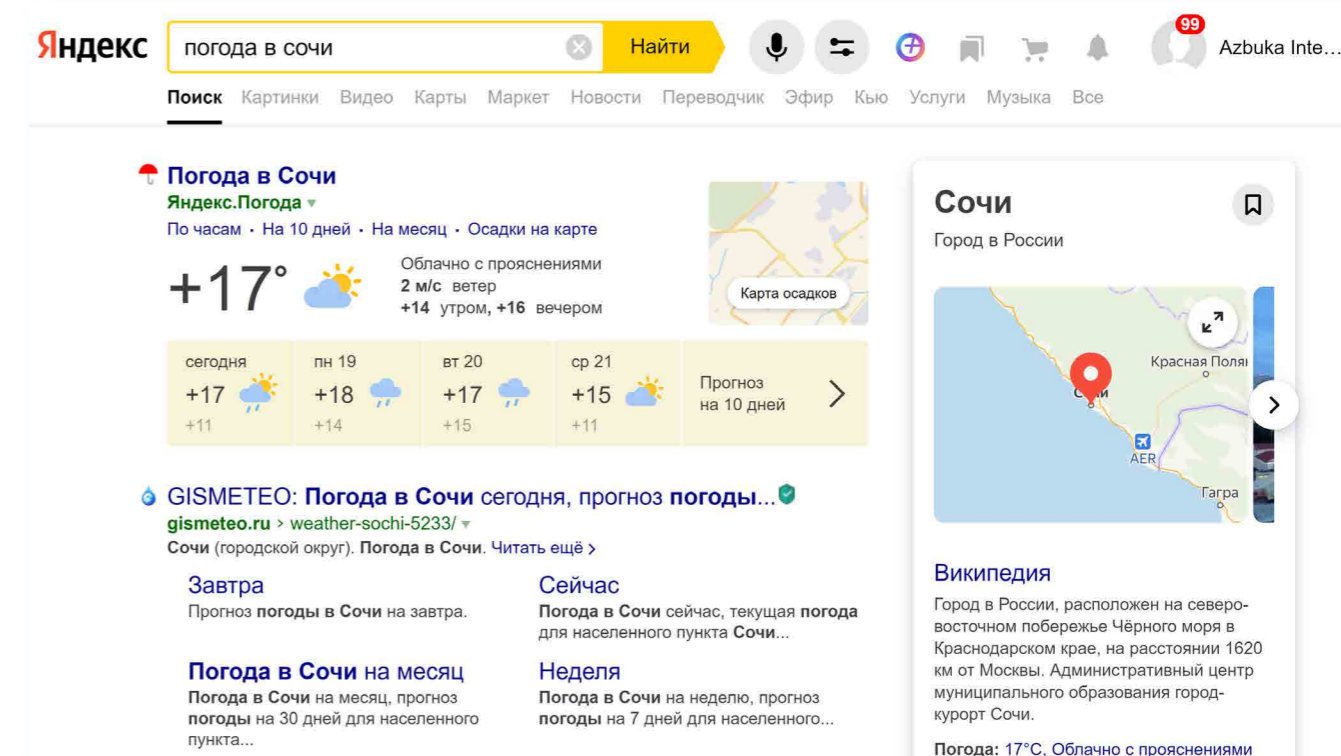 Яндекс
погода в сочи
Найти
99
Azbuka Inte...
Поиск Картинки Видео Карты Маркет Новости Переводчик Эфир Кью Услуги Музыка Все
Погода в Сочи
Яндекс.Погода
По часам · На 10 дней · На месяц · Осадки на карте
+17°
Облачно с прояснениями
2 м/с ветер
+14 утром, +16 вечером
Карта осадков
сегодня
+17
+11
пн 19
+18
+14
вт 20
+17
+15
ср 21
+15
+11
Прогноз
на 10 дней
GISMETEO: Погода в Сочи сегодня, прогноз погоды...
gismeteo.ru › weather-sochi-5233/
Сочи (городской округ). Погода в Сочи. Читать ещё ›
Завтра
Прогноз погоды в Сочи на завтра.
Сейчас
Погода в Сочи сейчас, текущая погода
для населенного пункта Сочи...
Погода в Сочи на месяц
Погода в Сочи на месяц, прогноз
погоды на 30 дней для населенного
пункта...
Неделя
Погода в Сочи на неделю, прогноз
погоды на 7 дней для населенного...
Сочи
Город в России
Красная Полян
Сочи
AER
Гагра
Википедия
Город в России, расположен на северо-
восточном побережье Чёрного моря в
Краснодарском крае, на расстоянии 1620
км от Москвы. Административный центр
муниципального образования город-
курорт Сочи.
Погода: 17°C, Облачно с прояснениями